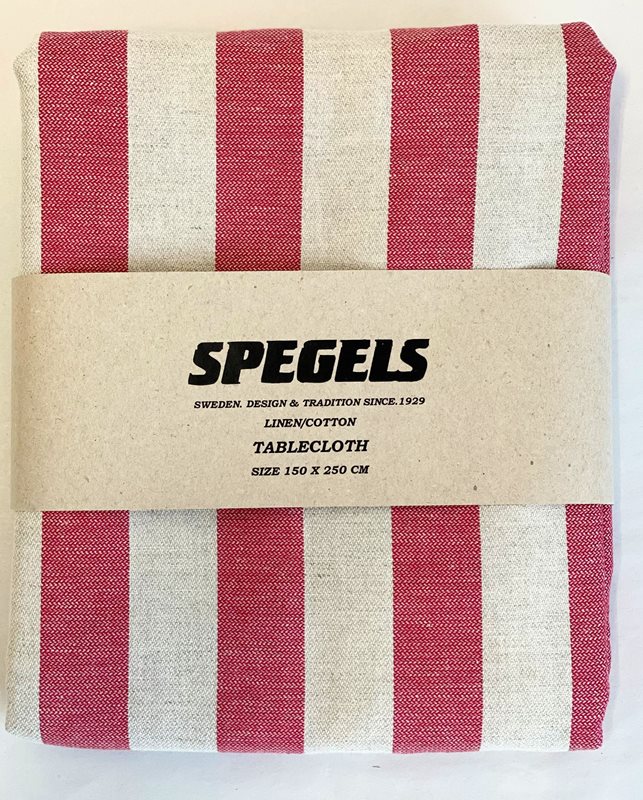 SPEGELS
SWEDEN. DESIGN & TRADITION SINCE.1929
LINEN/COTTON
TABLECLOTH
SIZE 150 X 250 CM